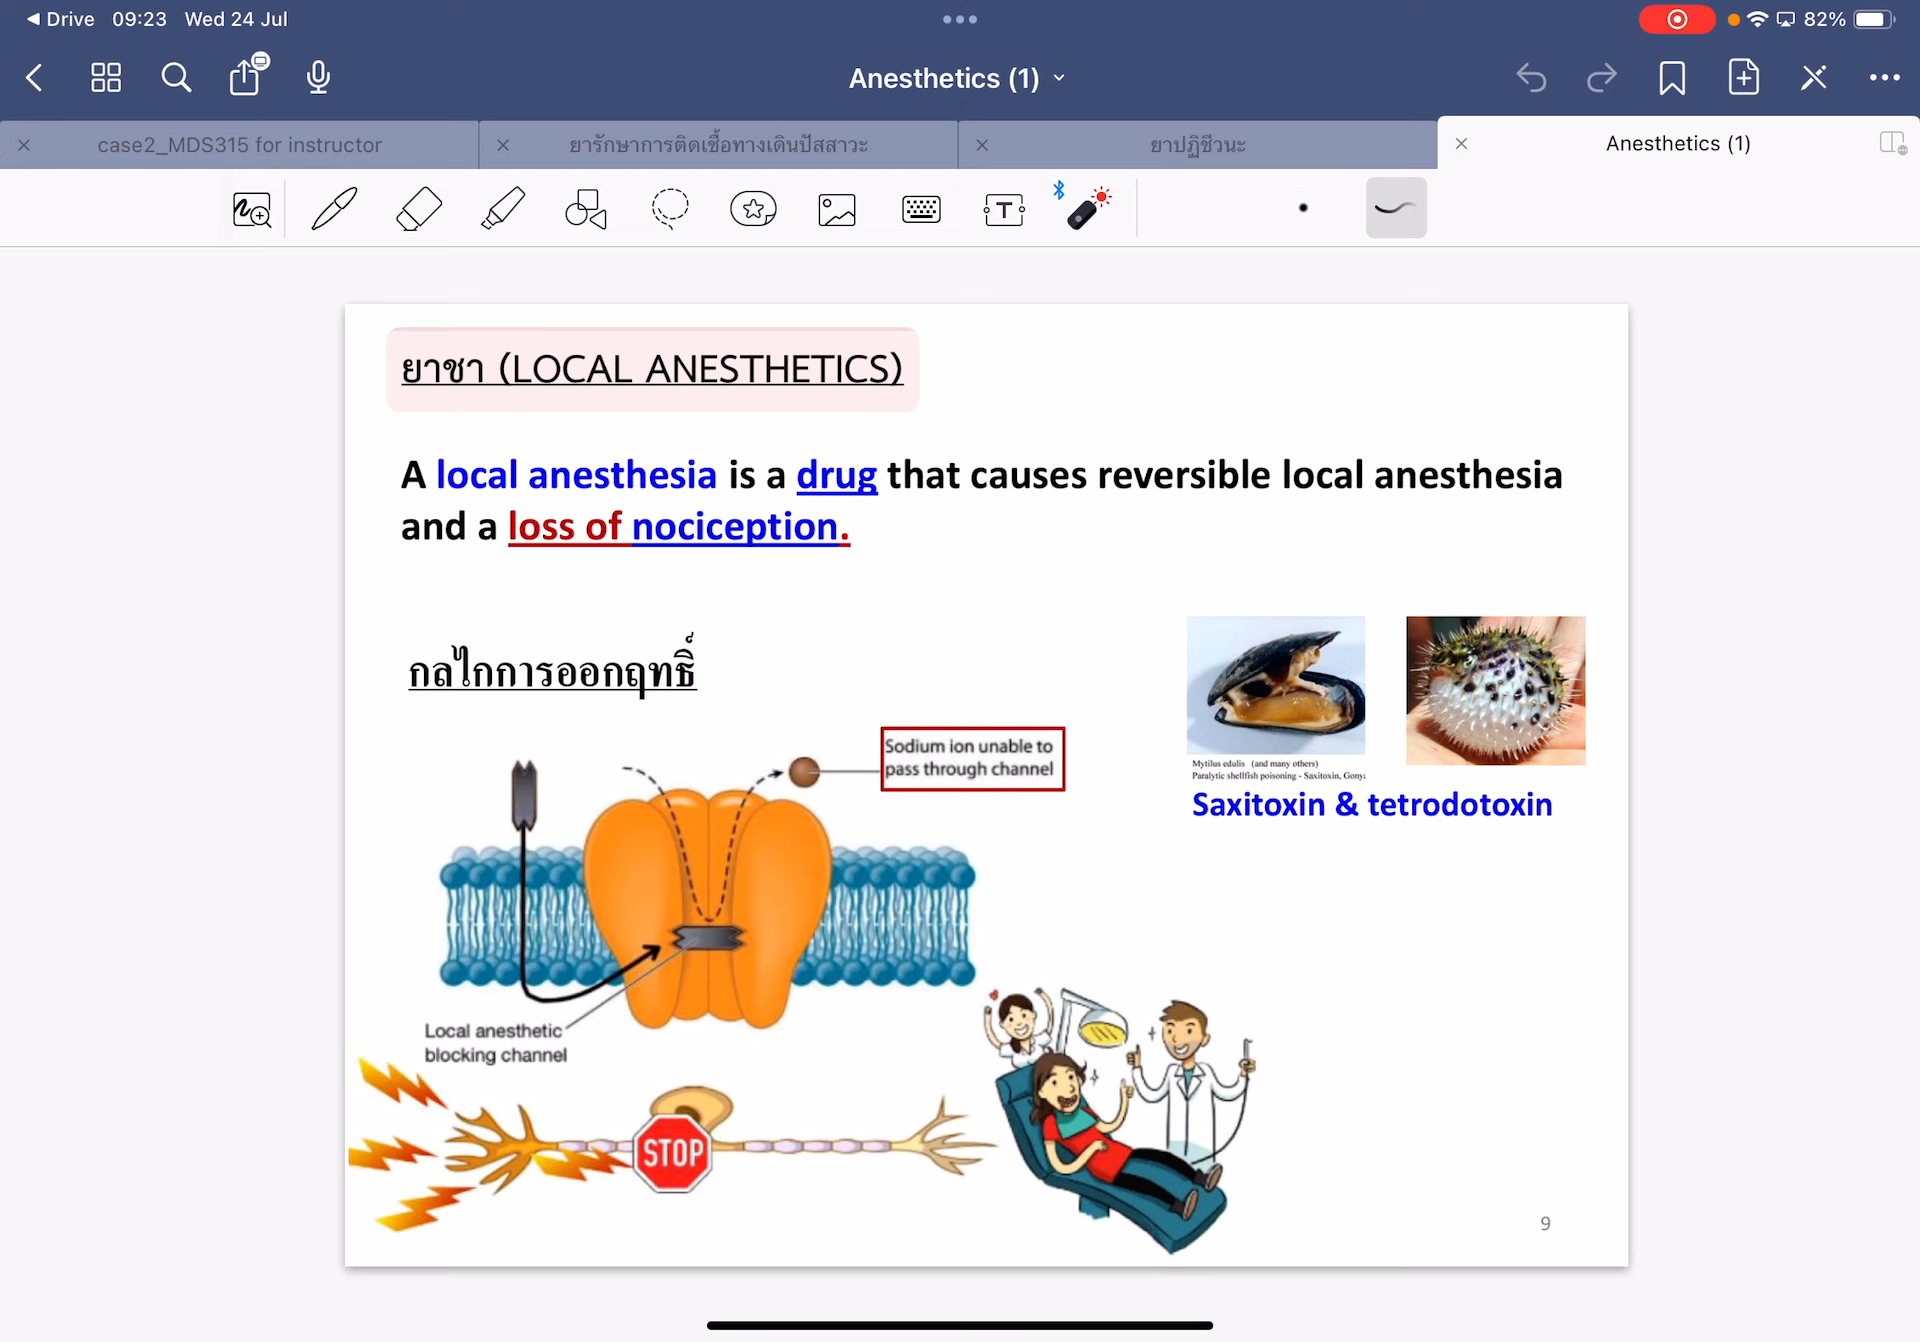 Drive 09:23 Wed 24 Jul
82%
Anesthetics (1)
case2_MDS315 for instructor
ยารักษาการติดเชื้อทางเดินปัสสาวะ
ยาปฏิชีวนะ
Anesthetics (1)
T
ยาชา (LOCAL ANESTHETICS)
A local anesthesia is a drug that causes reversible local anesthesia
and a loss of nociception.
กลไกการออกฤทธิ์
Sodium ion unable to
pass through channel
Mytilus edulis (and many others)
Paralytic shellfish poisoning - Saxitoxin,
Saxitoxin & tetrodotoxin
Local anesthetic
blocking channel
STOP
9